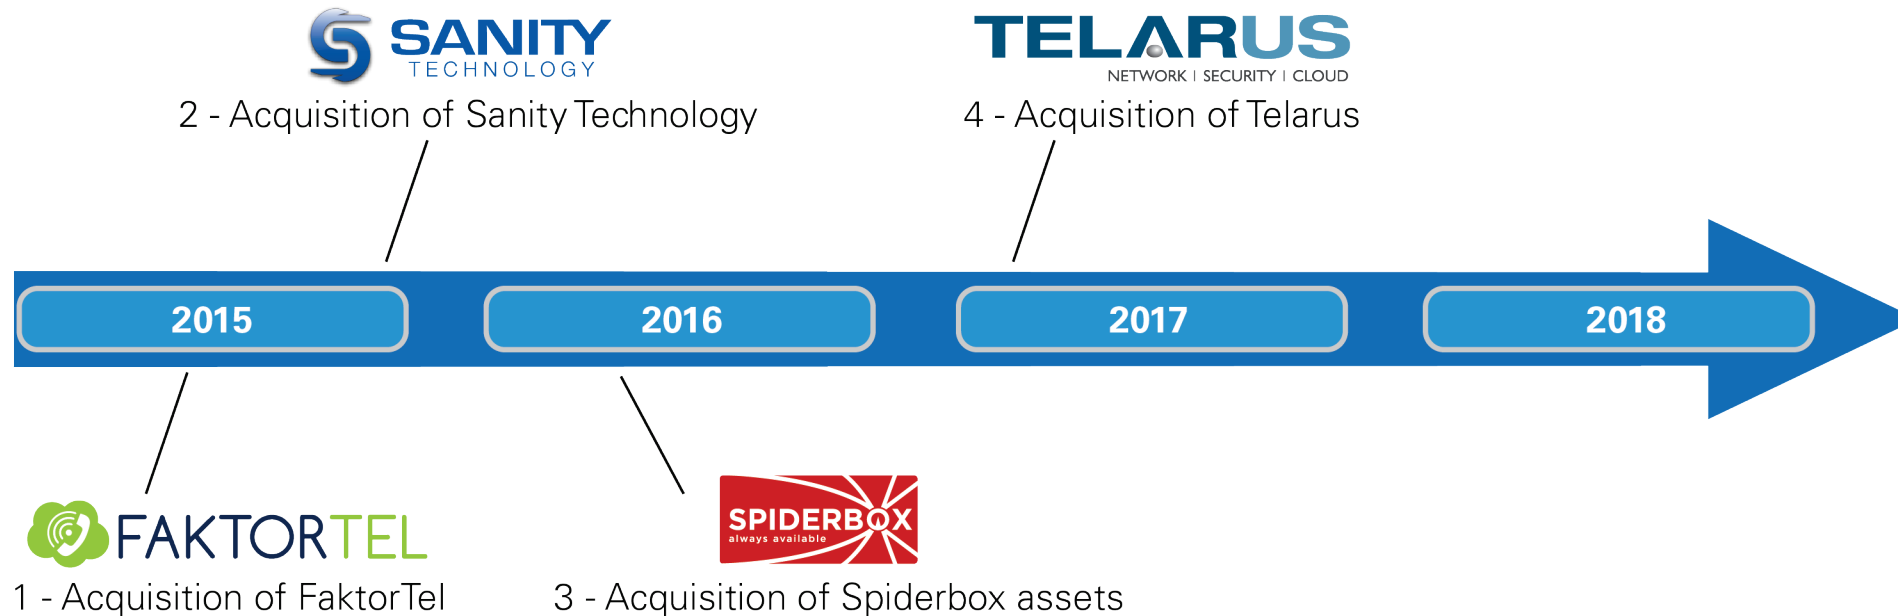 SANITY
TECHNOLOGY
2 - Acquisition of Sanity Technology
TELARUS
NETWORK | SECURITY | CLOUD
4 - Acquisition of Telarus
2015
2016
2017
2018
FAKTORTEL
1 - Acquisition of FaktorTel
SPIDERBOX
always available
3 - Acquisition of Spiderbox assets